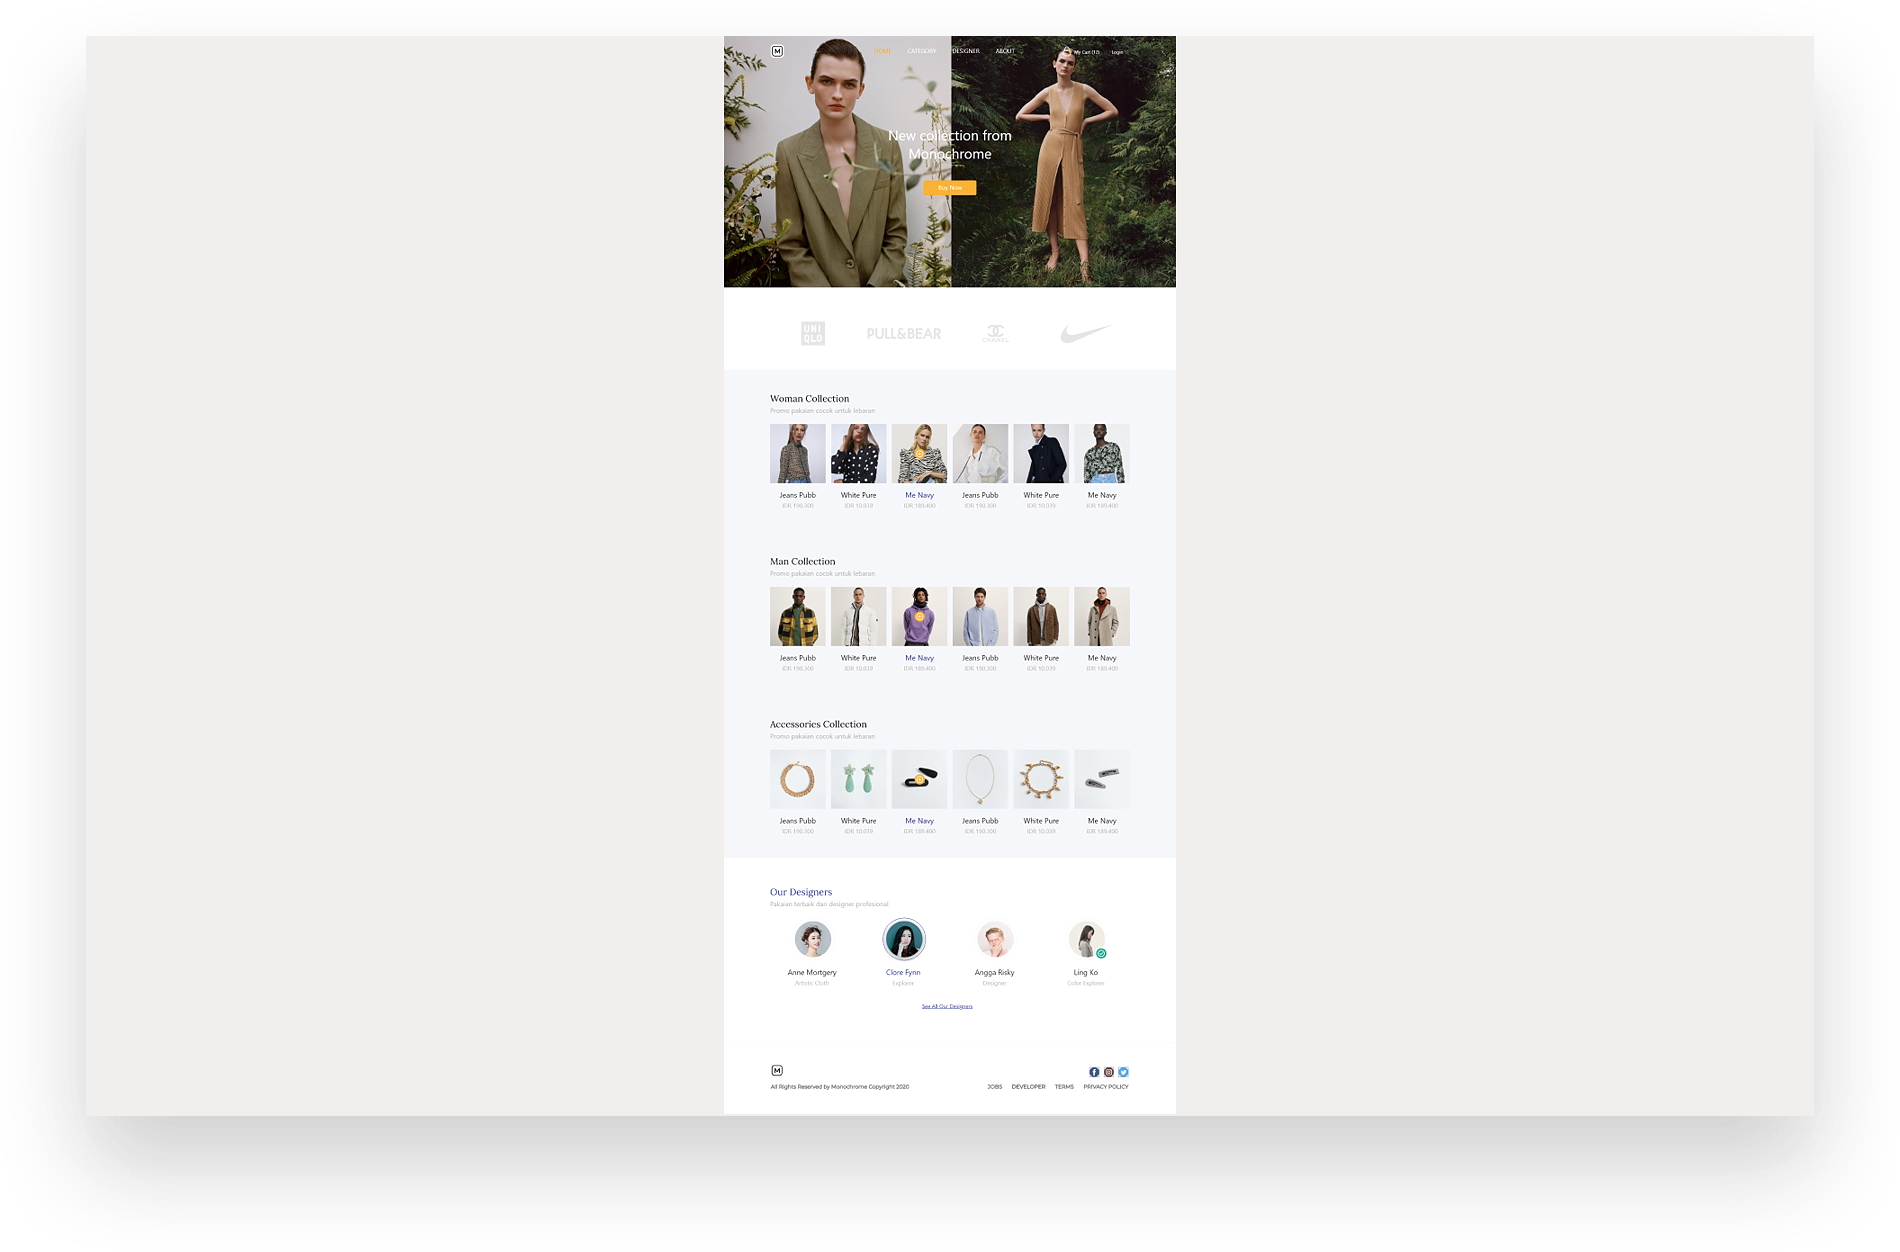 M HOME CATEGORY DESIGNER ABOUT My Cart (12) Login
New collection from
Monochrome
Buy Now
UNI
QLO
PULL&BEAR
CHANEL
Woman Collection
Promo pakaian cocok untuk lebaran
Jeans Pubb White Pure Me Navy Jeans Pubb White Pure Me Navy
IDR 190.300 IDR 10.039 IDR 189.400 IDR 190.300 IDR 10.039 IDR 189.400
Man Collection
Promo pakaian cocok untuk lebaran
Jeans Pubb White Pure Me Navy Jeans Pubb White Pure Me Navy
IDR 190.300 IDR 10.039 IDR 189.400 IDR 190.300 IDR 10.039 IDR 189.400
Accessories Collection
Promo pakaian cocok untuk lebaran
Jeans Pubb White Pure Me Navy Jeans Pubb White Pure Me Navy
IDR 190.300 IDR 10.039 IDR 189.400 IDR 190.300 IDR 10.039 IDR 189.400
Our Designers
Pakaian terbaik dari designer profesional
Anne Mortgery Clore Fynn Angga Risky Ling Ko
Artistic Cloth Explorer Designer Color Explorer
See All Our Designers
M
All Rights Reserved by Monochrome Copyright 2020 JOBS DEVELOPER TERMS PRIVACY POLICY